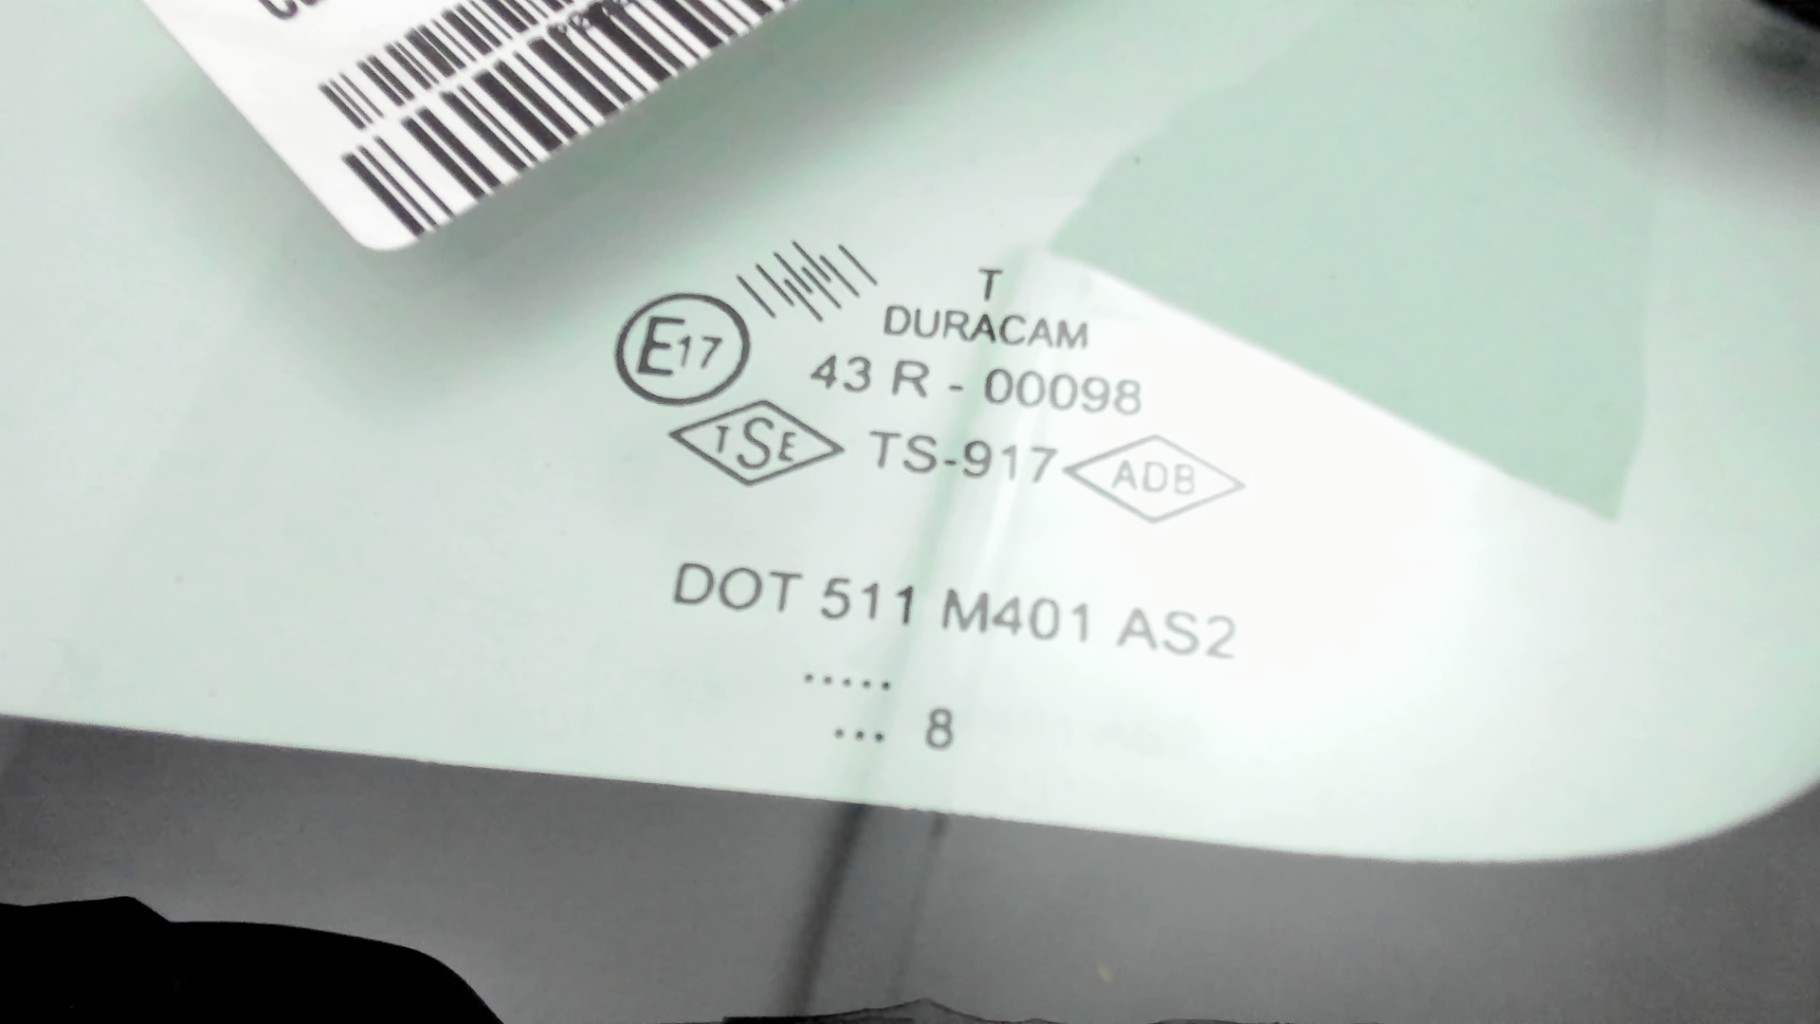 T
DURACAM
E17
43 R - 00098
TSE TS-917 ADB
DOT 511 M401 AS2
.....
... 8